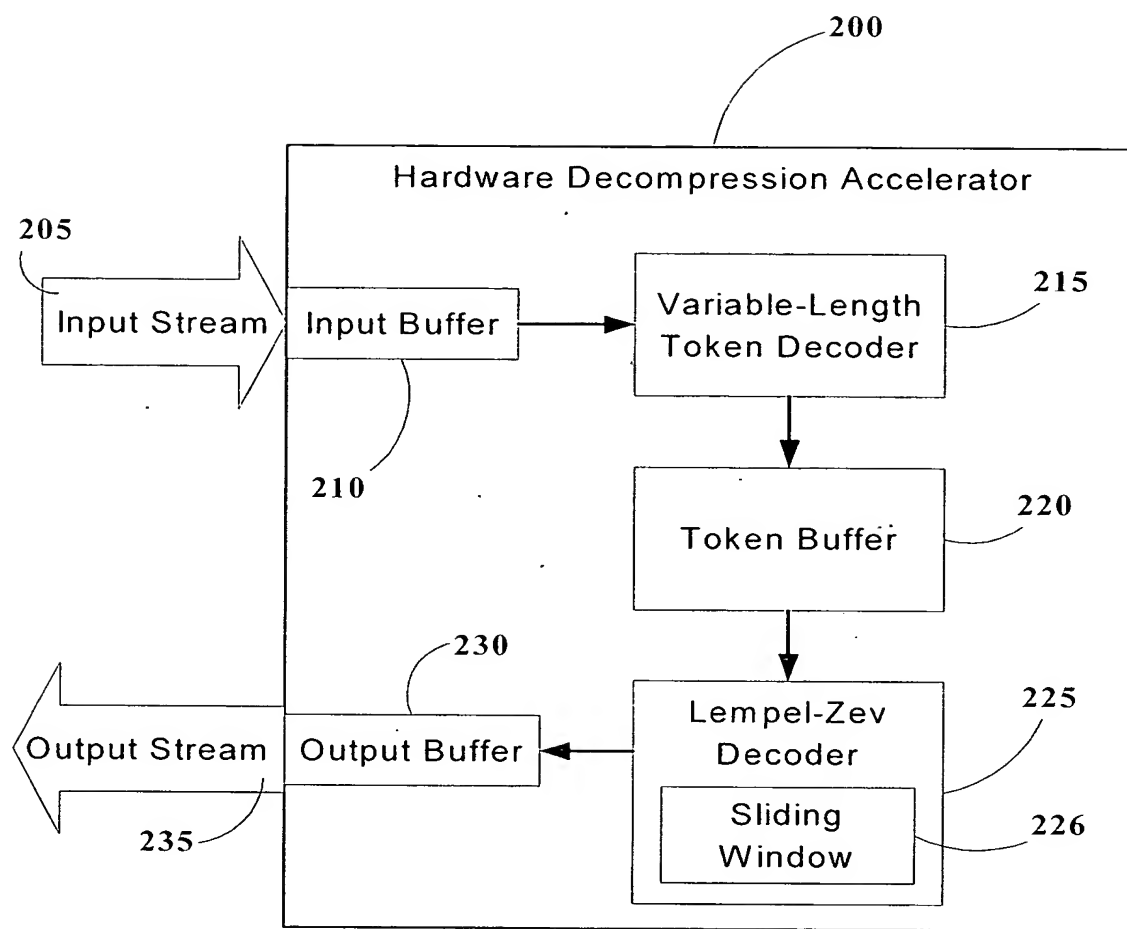 200
Hardware Decompression Accelerator
205
Input Stream
Input Buffer
Variable-Length
Token Decoder
215
210
Token Buffer
220
230
Output Stream
Output Buffer
Lempel-Zev
Decoder
225
Sliding
Window
226
235